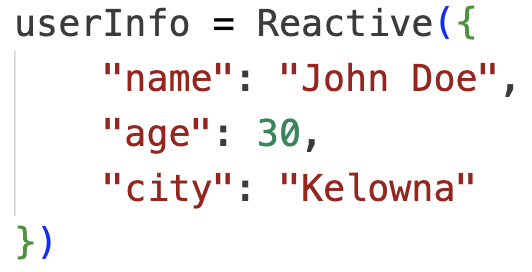 userInfo = Reactive({
    "name": "John Doe",
    "age": 30,
    "city": "Kelowna"
})